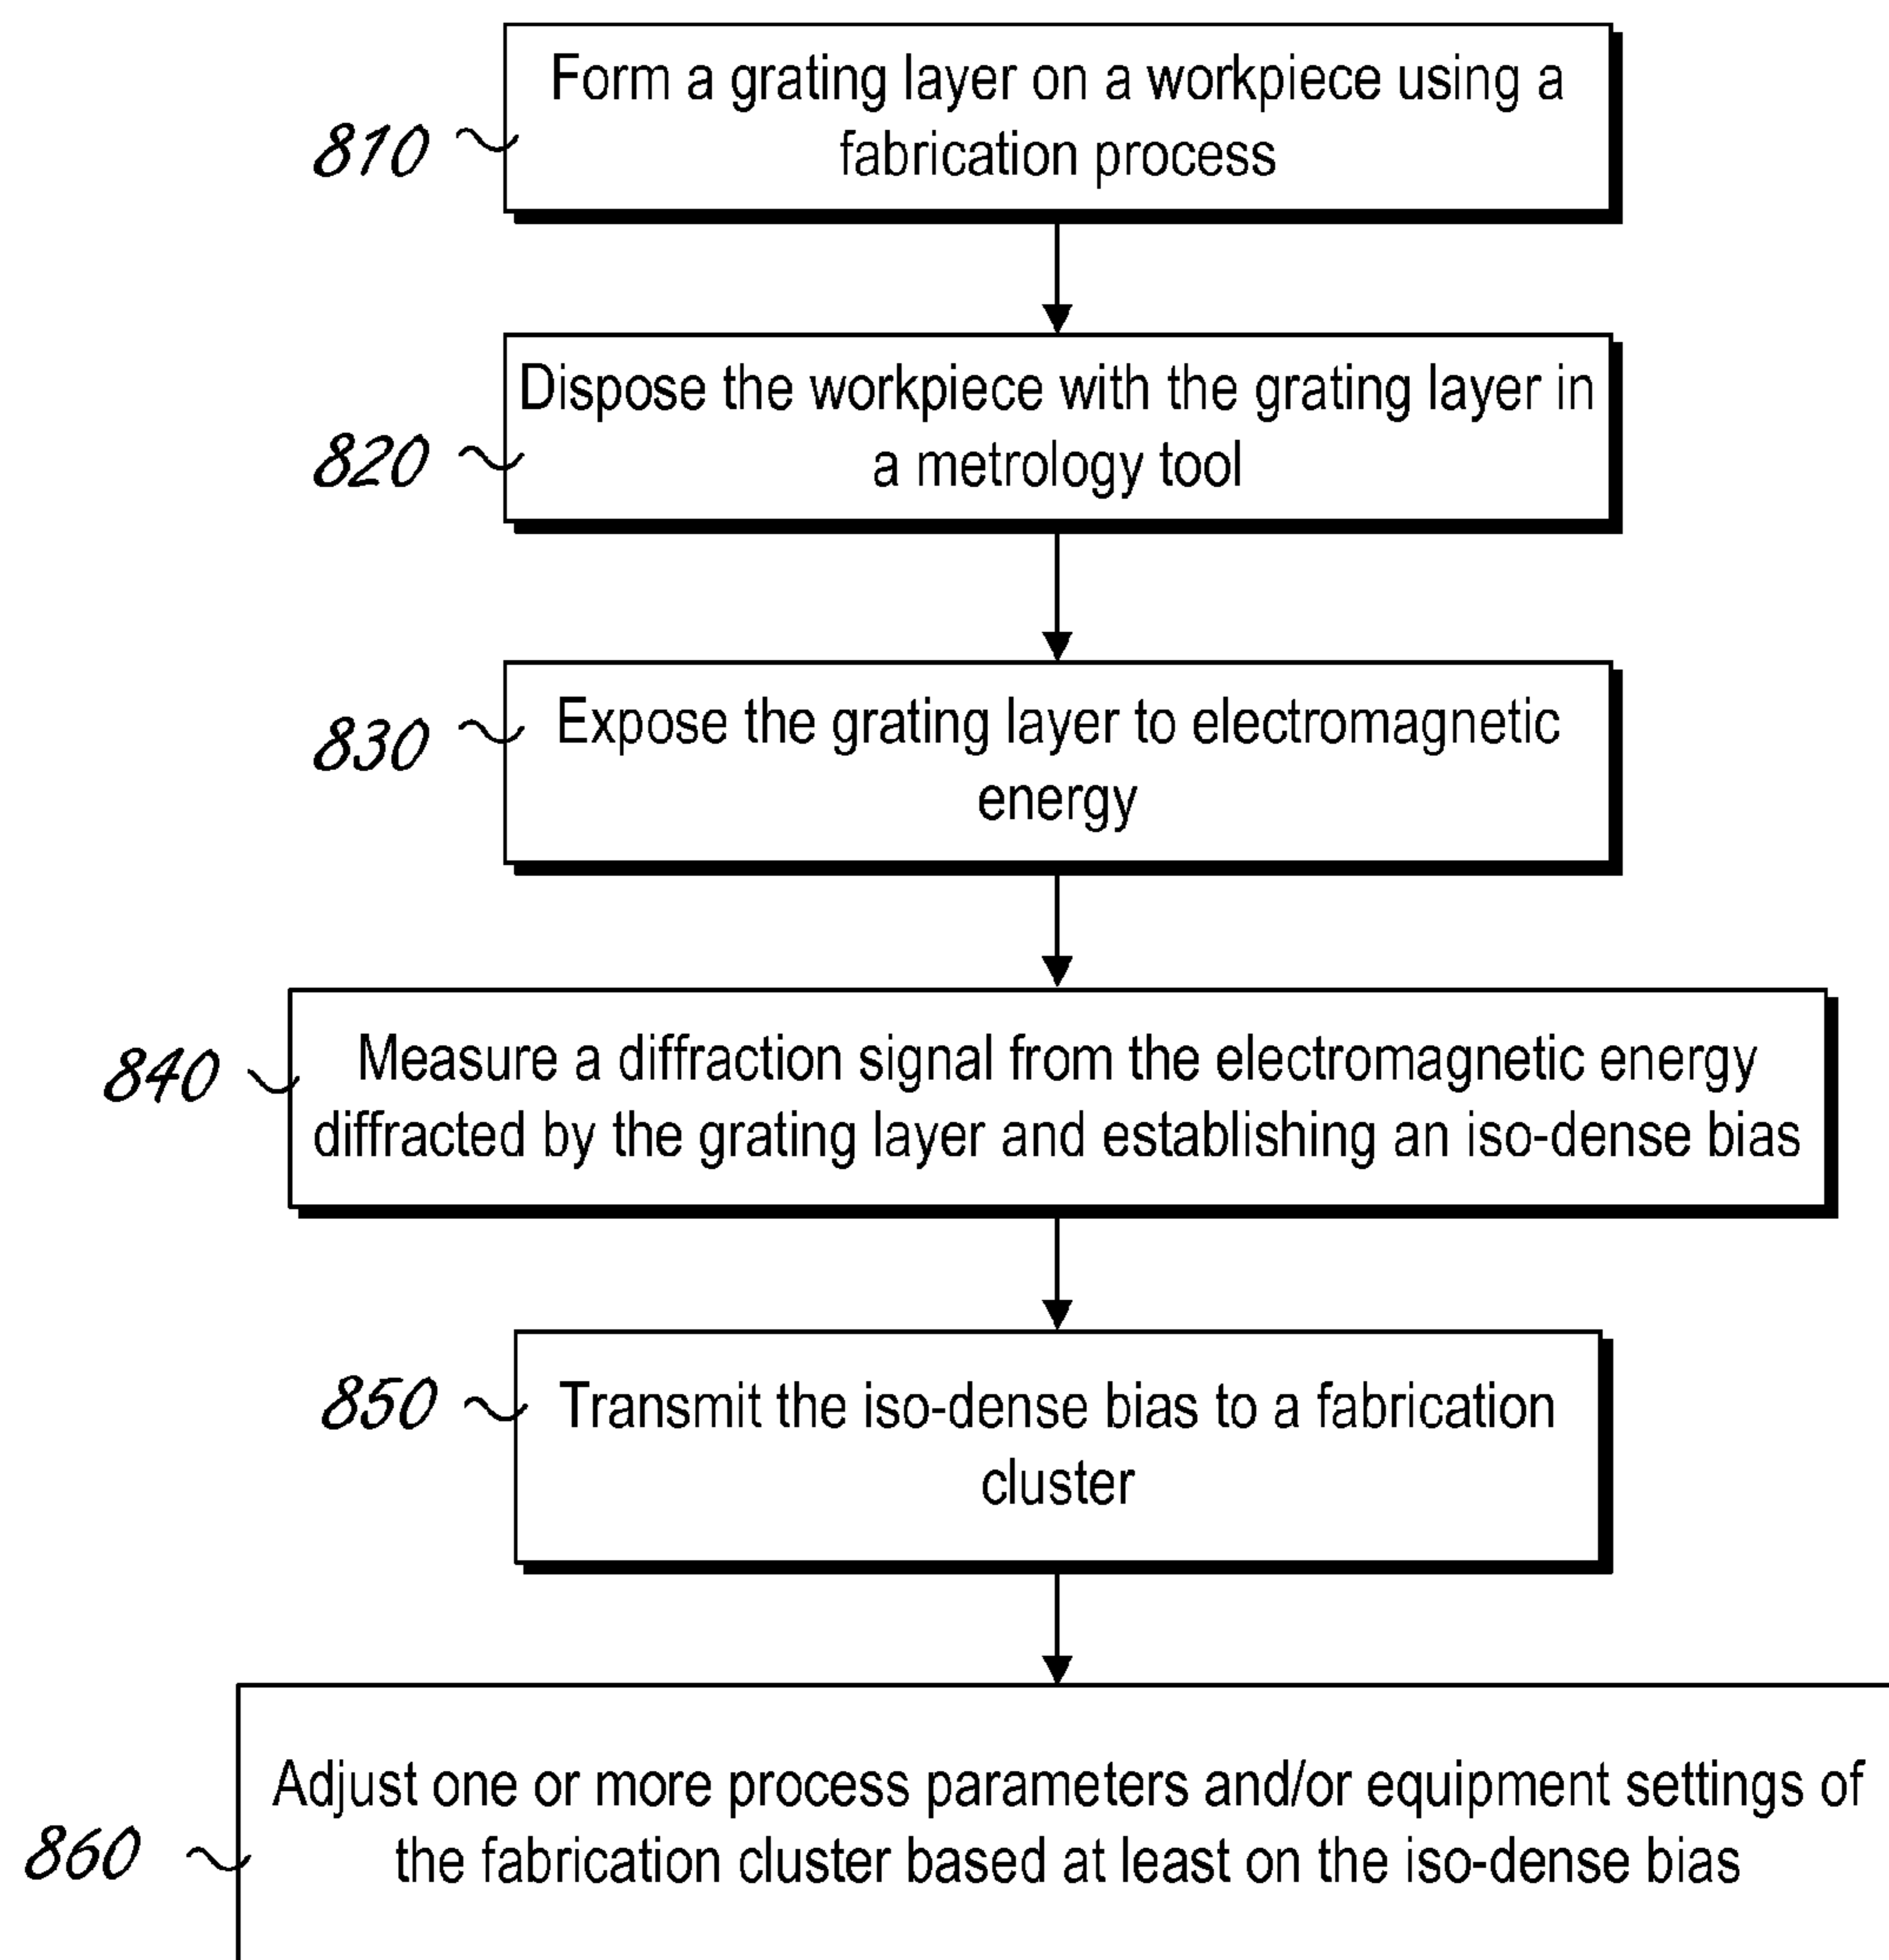 Form a grating layer on a workpiece using a
fabrication process
810
Dispose the workpiece with the grating layer in
a metrology tool
820
Expose the grating layer to electromagnetic
energy
830
Measure a diffraction signal from the electromagnetic energy
diffracted by the grating layer and establishing an iso-dense bias
840
Transmit the iso-dense bias to a fabrication
cluster
850
Adjust one or more process parameters and/or equipment settings of
the fabrication cluster based at least on the iso-dense bias
860